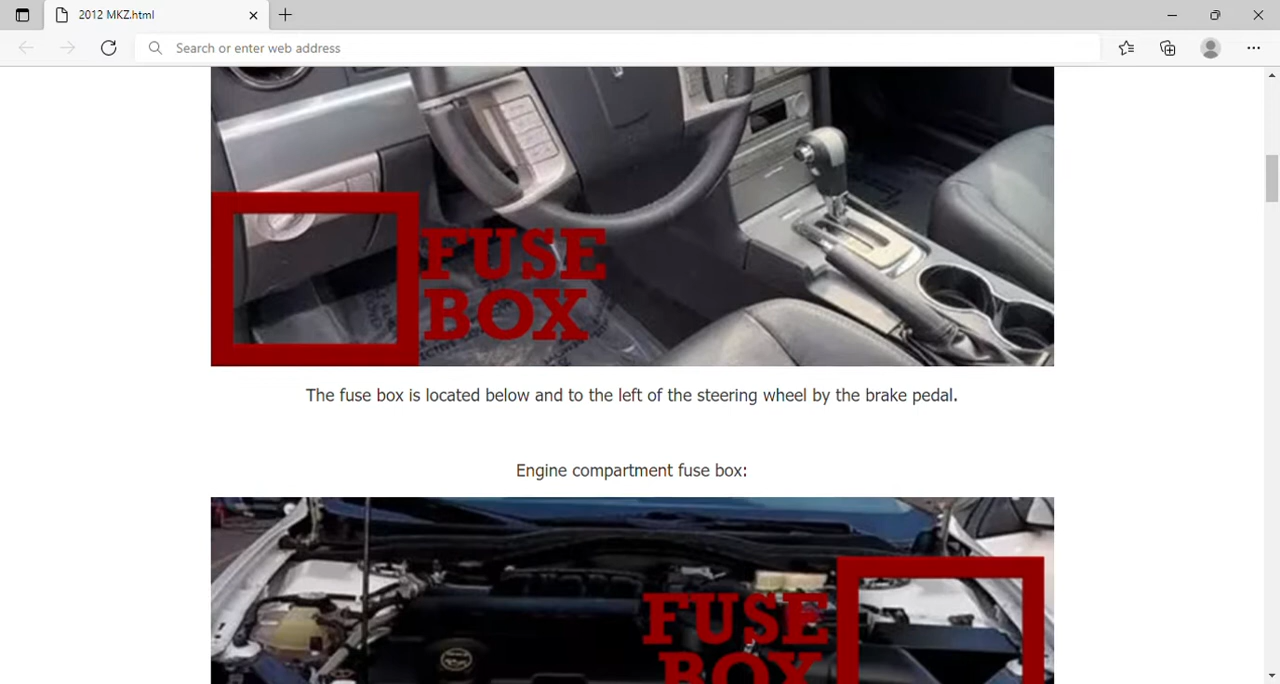 2012 MKZ.html
Search or enter web address
FUSE
BOX
The fuse box is located below and to the left of the steering wheel by the brake pedal.
Engine compartment fuse box:
FUSE
BOX